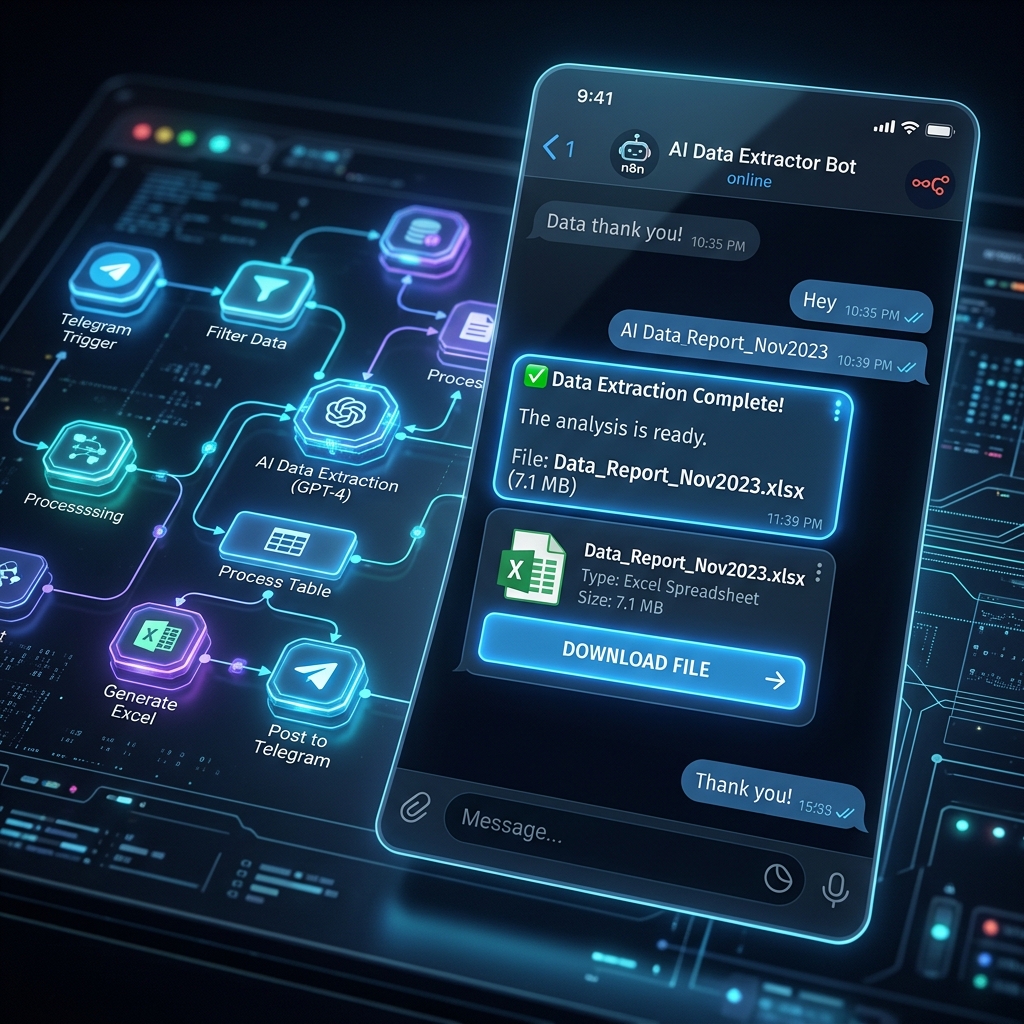 9:41
1
n8n
AI Data Extractor Bot
online
Data thank you! 10:35 PM
Hey 10:35 PM
AI Data_Report_Nov2023 10:39 PM
✅ Data Extraction Complete!
The analysis is ready.
File: Data_Report_Nov2023.xlsx
(7.1 MB)
11:39 PM
X
Data_Report_Nov2023.xlsx
Type: Excel Spreadsheet
Size: 7.1 MB
DOWNLOAD FILE
Thank you!
Message...
Telegram
Trigger
Filter Data
Proces
AI Data Extraction
(GPT-4)
Processssing
Process Table
t
X
Generate
Excel
Post to
Telegram